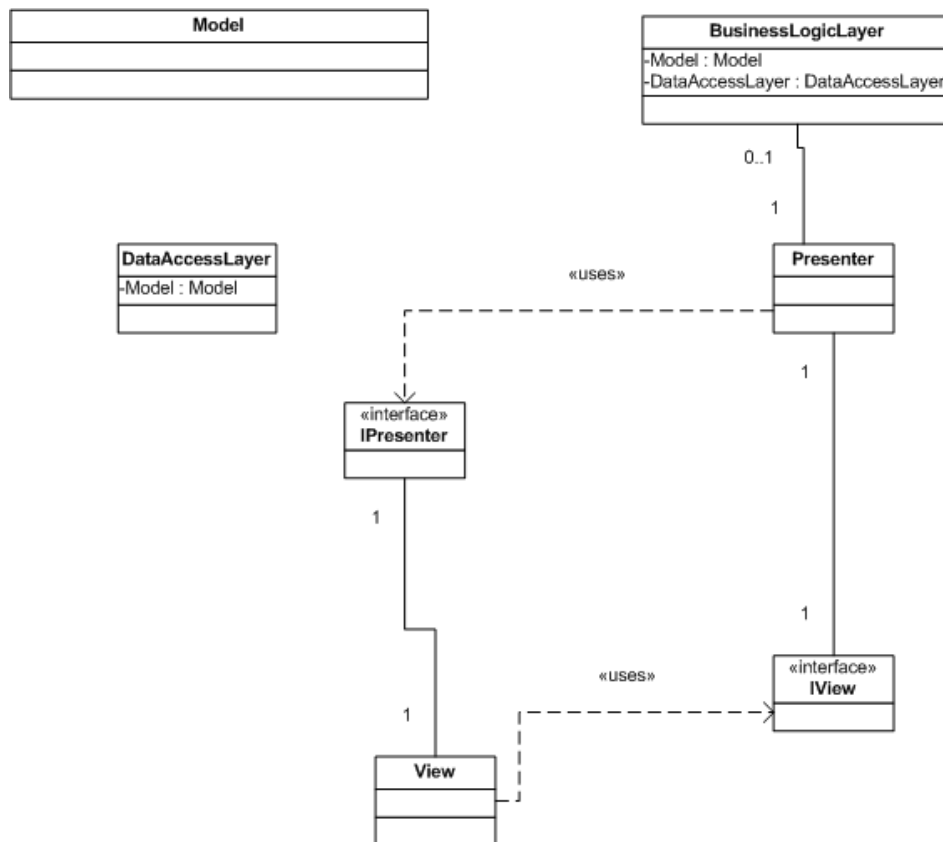 Model
BusinessLogicLayer
-Model : Model
-DataAccessLayer : DataAccessLayer
0..1
1
DataAccessLayer
-Model : Model
«uses»
Presenter
1
«interface»
IPresenter
1
1
«interface»
IView
«uses»
1
View